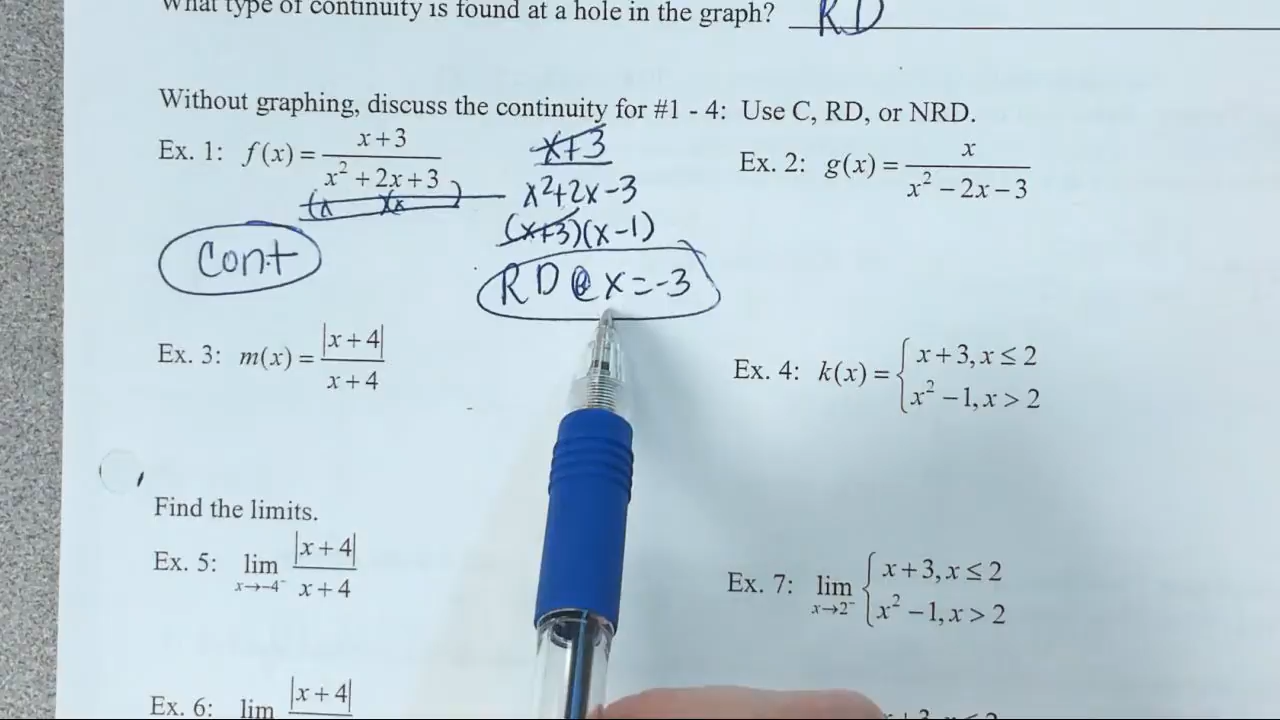 What type of continuity is found at a hole in the graph? RD
Without graphing, discuss the continuity for #1 - 4: Use C, RD, or NRD.
Ex. 1: f(x) = (x+3)/(x² + 2x + 3)
(x )(x )
Cont
x+3
x²+2x-3
(x+3)(x-1)
RD @ x = -3
Ex. 2: g(x) = x/(x² − 2x − 3)
Ex. 3: m(x) = |x+4|/(x+4)
Ex. 4: k(x) = { x+3, x ≤ 2
x² −1, x > 2
Find the limits.
Ex. 5: lim x→-4⁻ |x+4|/(x+4)
Ex. 7: lim x→2⁻ { x+3, x ≤ 2
x² −1, x > 2
Ex. 6: lim |x+4|